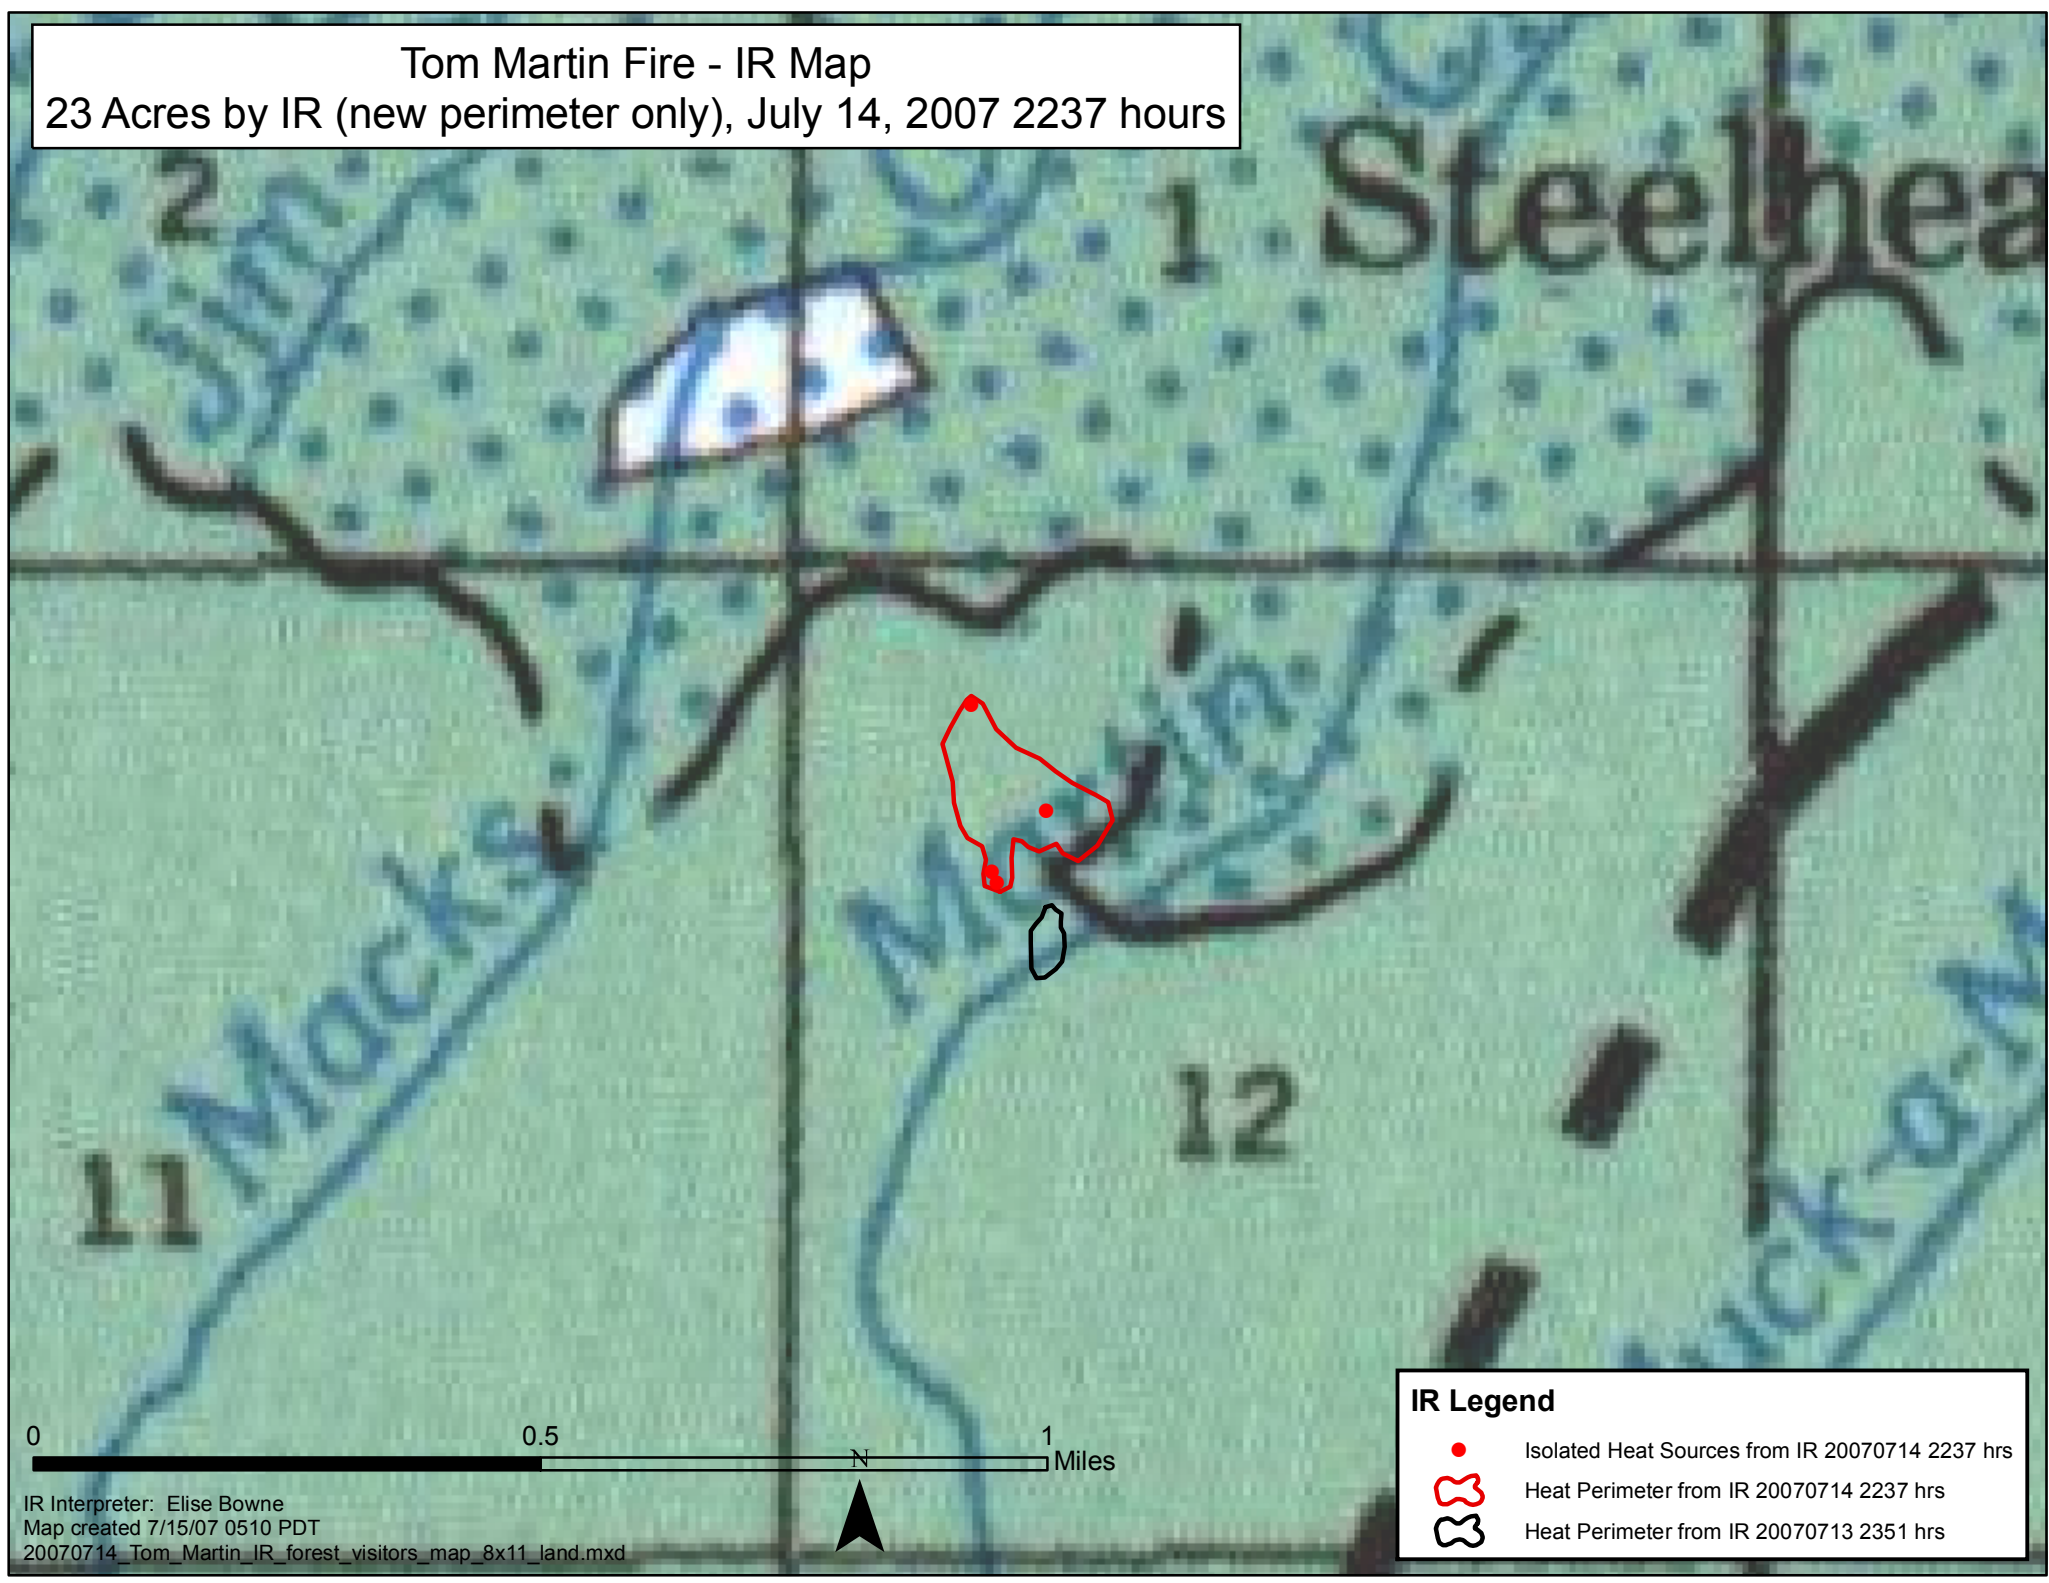 Tom Martin Fire - IR Map
23 Acres by IR (new perimeter only), July 14, 2007 2237 hours
2
1
Steelhea
Jim
Macks
Martin
12
11
Muck-a-M
0 0.5 1
Miles
N
IR Interpreter: Elise Bowne
Map created 7/15/07 0510 PDT
20070714_Tom_Martin_IR_forest_visitors_map_8x11_land.mxd
IR Legend
Isolated Heat Sources from IR 20070714 2237 hrs
Heat Perimeter from IR 20070714 2237 hrs
Heat Perimeter from IR 20070713 2351 hrs